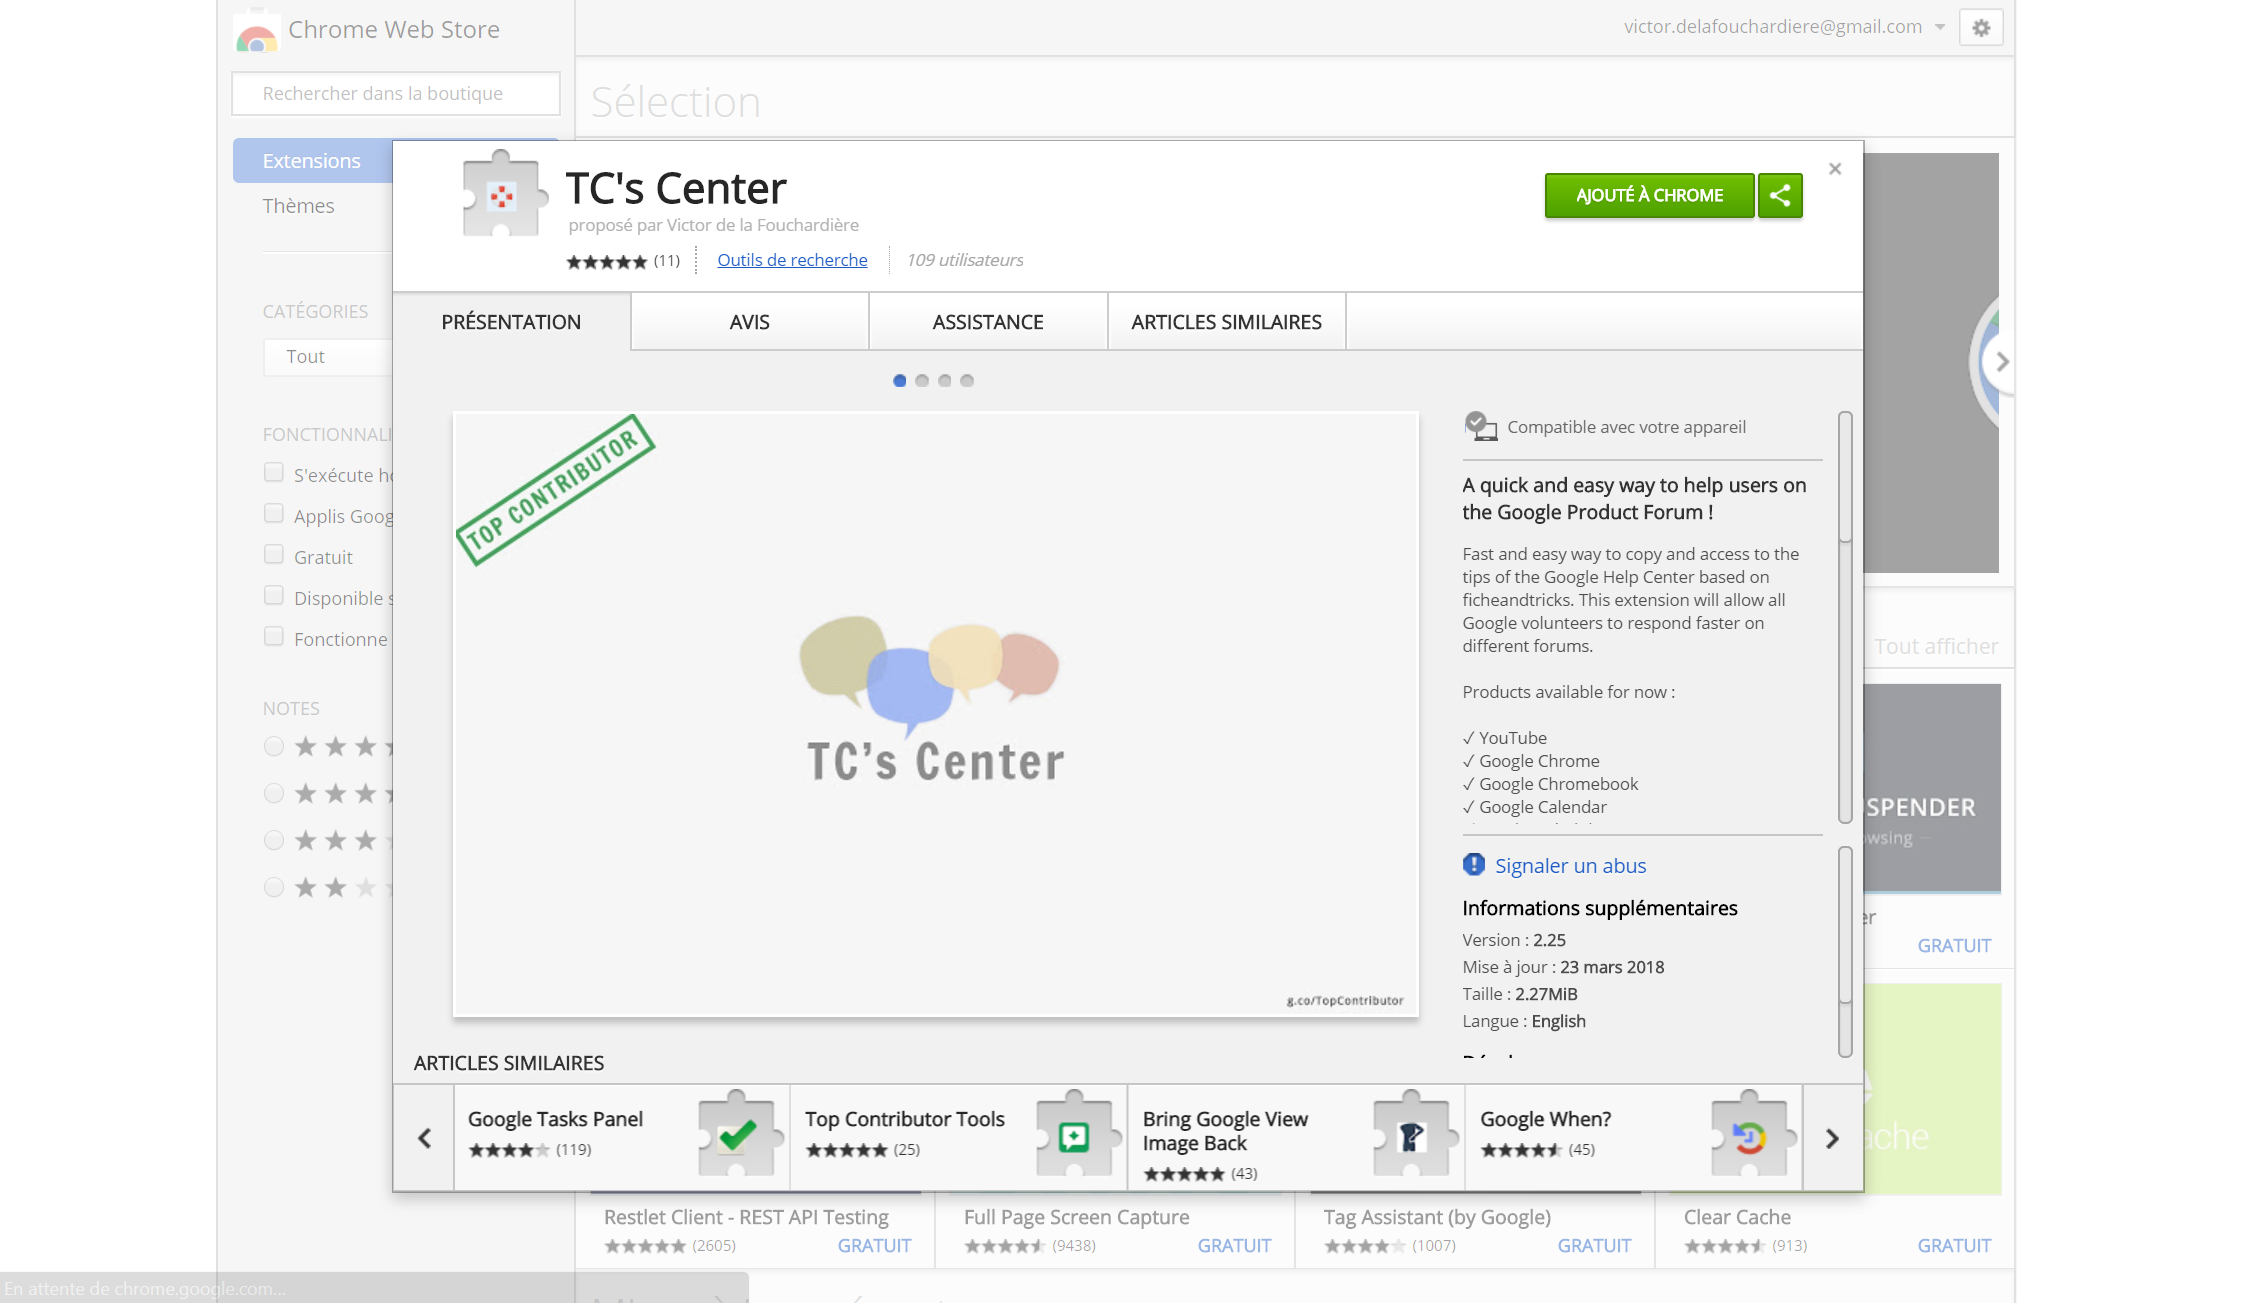 Chrome Web Store
victor.delafouchardiere@gmail.com
Rechercher dans la boutique
Sélection
Extensions
Thèmes
CATÉGORIES
Tout
FONCTIONNALI
S'exécute ho
Applis Goog
Gratuit
Disponible s
Fonctionne
NOTES
TC's Center
proposé par Victor de la Fouchardière
(11)
Outils de recherche
109 utilisateurs
AJOUTÉ À CHROME
PRÉSENTATION
AVIS
ASSISTANCE
ARTICLES SIMILAIRES
TOP CONTRIBUTOR
TC's Center
g.co/TopContributor
Compatible avec votre appareil
A quick and easy way to help users on
the Google Product Forum !
Fast and easy way to copy and access to the
tips of the Google Help Center based on
ficheandtricks. This extension will allow all
Google volunteers to respond faster on
different forums.
Products available for now :
✓ YouTube
✓ Google Chrome
✓ Google Chromebook
✓ Google Calendar
Signaler un abus
Informations supplémentaires
Version : 2.25
Mise à jour : 23 mars 2018
Taille : 2.27MiB
Langue : English
Tout afficher
SPENDER
owsing
er
GRATUIT
ache
ARTICLES SIMILAIRES
Google Tasks Panel
(119)
Top Contributor Tools
(25)
Bring Google View
Image Back
(43)
Google When?
(45)
Restlet Client - REST API Testing
(2605)
GRATUIT
Full Page Screen Capture
(9438)
GRATUIT
Tag Assistant (by Google)
(1007)
GRATUIT
Clear Cache
(913)
GRATUIT
En attente de chrome.google.com...